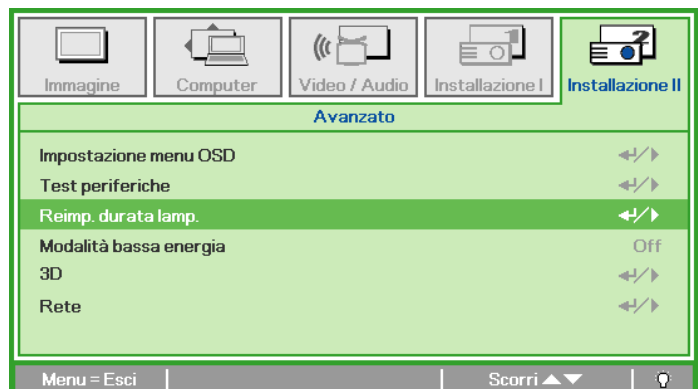 Immagine
Computer
Video / Audio
Installazione I
Installazione II
Avanzato
Impostazione menu OSD
Test periferiche
Reimp. durata lamp.
Modalità bassa energia Off
3D
Rete
Menu = Esci Scorri ▲▼